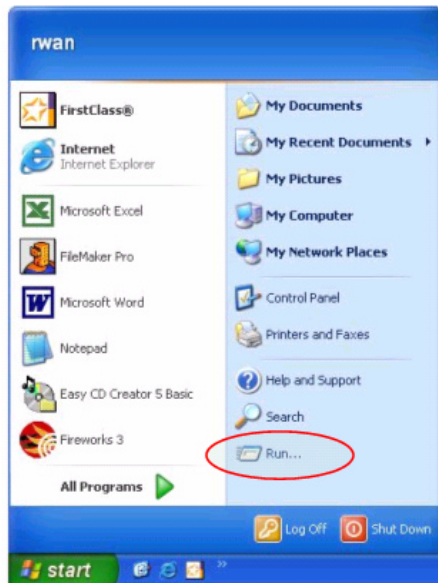 rwan
FirstClass®
Internet
Internet Explorer
Microsoft Excel
FileMaker Pro
Microsoft Word
Notepad
Easy CD Creator 5 Basic
Fireworks 3
All Programs
My Documents
My Recent Documents
My Pictures
My Computer
My Network Places
Control Panel
Printers and Faxes
Help and Support
Search
Run...
Log Off
Shut Down
start